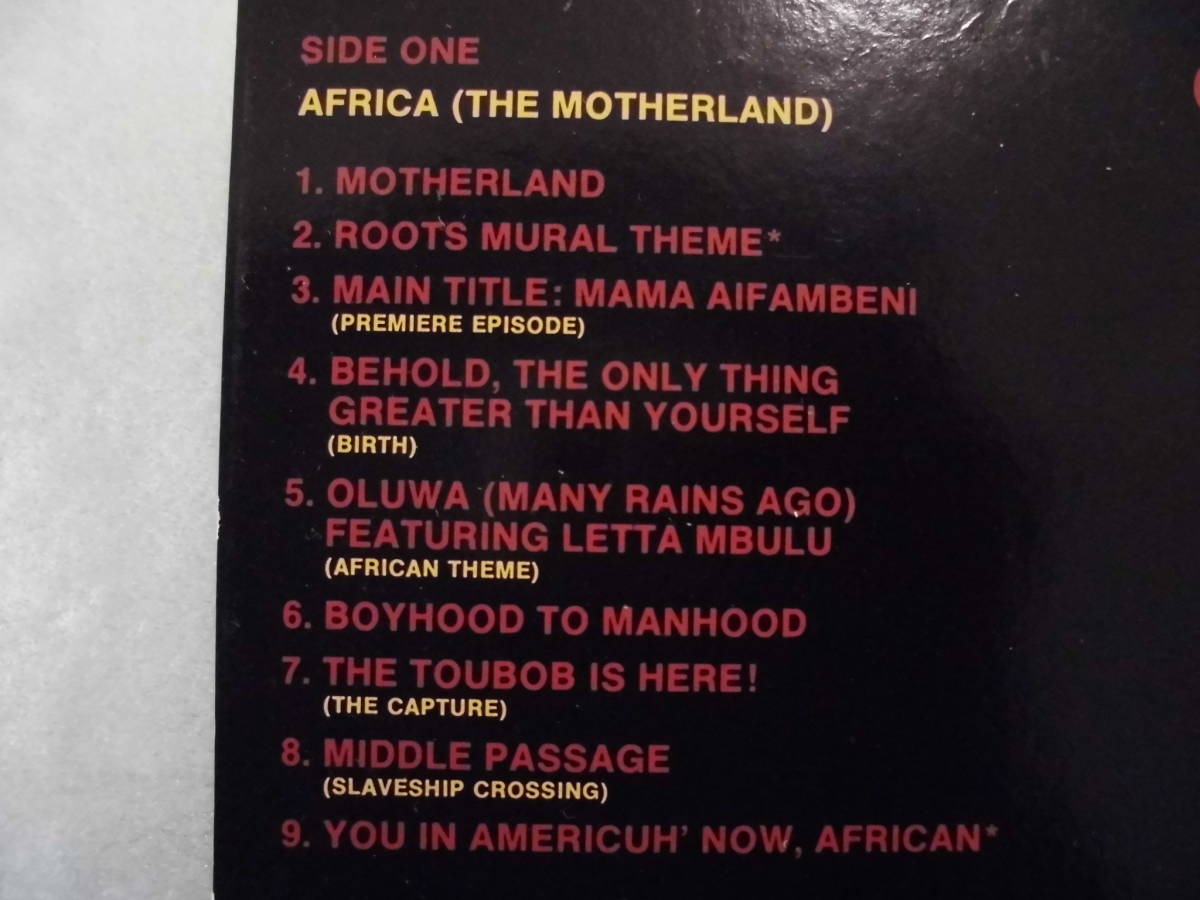 SIDE ONE
AFRICA (THE MOTHERLAND)
1. MOTHERLAND
2. ROOTS MURAL THEME*
3. MAIN TITLE: MAMA AIFAMBENI
(PREMIERE EPISODE)
4. BEHOLD, THE ONLY THING
GREATER THAN YOURSELF
(BIRTH)
5. OLUWA (MANY RAINS AGO)
FEATURING LETTA MBULU
(AFRICAN THEME)
6. BOYHOOD TO MANHOOD
7. THE TOUBOB IS HERE!
(THE CAPTURE)
8. MIDDLE PASSAGE
(SLAVESHIP CROSSING)
9. YOU IN AMERICUH' NOW, AFRICAN*